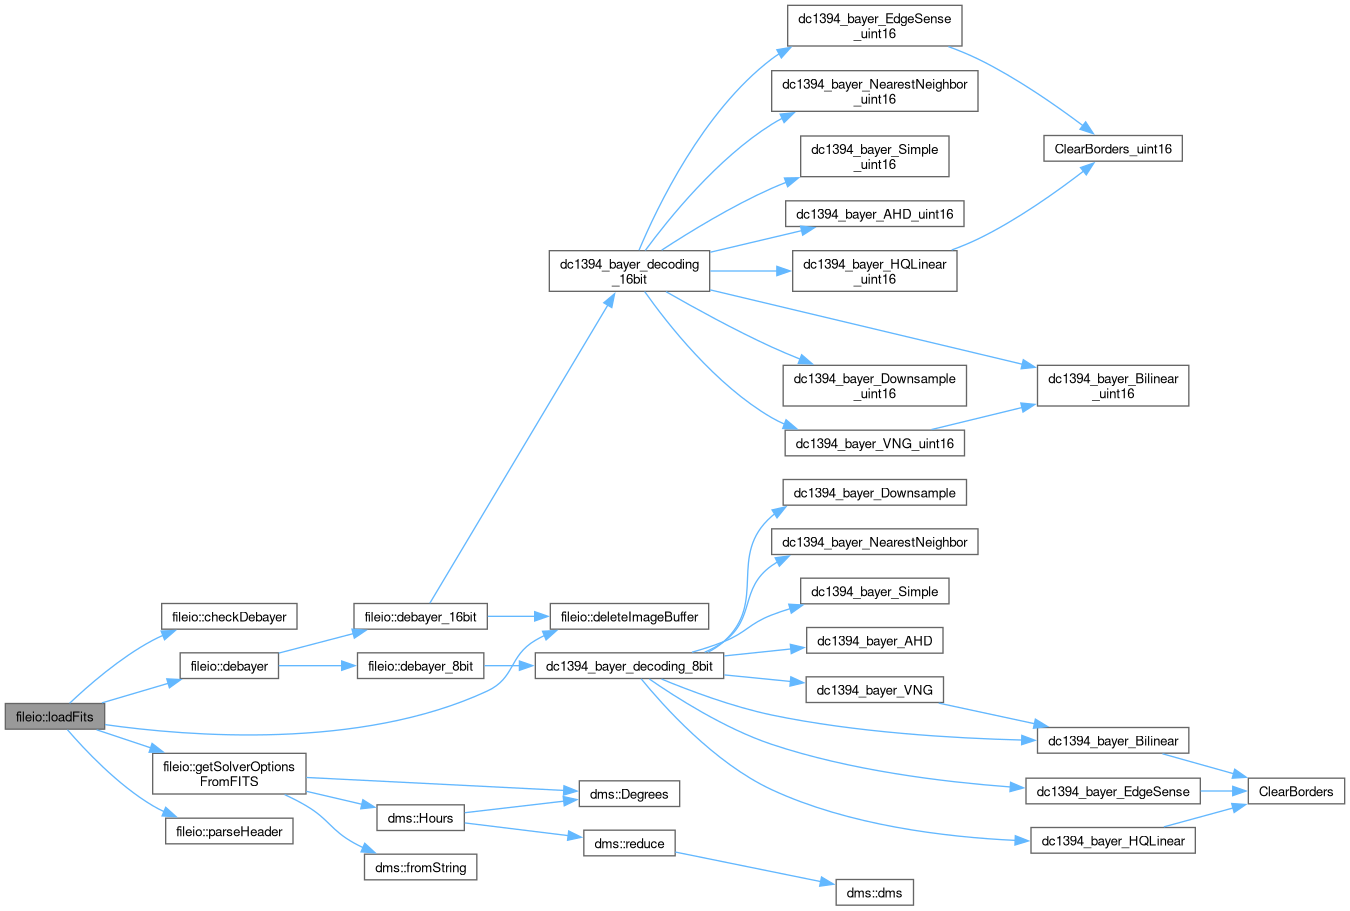 dc1394_bayer_EdgeSense
_uint16
dc1394_bayer_NearestNeighbor
_uint16
dc1394_bayer_Simple
_uint16
ClearBorders_uint16
dc1394_bayer_AHD_uint16
dc1394_bayer_decoding
_16bit
dc1394_bayer_HQLinear
_uint16
dc1394_bayer_Downsample
_uint16
dc1394_bayer_Bilinear
_uint16
dc1394_bayer_VNG_uint16
dc1394_bayer_Downsample
dc1394_bayer_NearestNeighbor
dc1394_bayer_Simple
fileio::checkDebayer
fileio::debayer_16bit
fileio::deleteImageBuffer
dc1394_bayer_AHD
fileio::debayer
fileio::debayer_8bit
dc1394_bayer_decoding_8bit
dc1394_bayer_VNG
fileio::loadFits
dc1394_bayer_Bilinear
fileio::getSolverOptions
FromFITS
dms::Degrees
dc1394_bayer_EdgeSense
ClearBorders
dms::Hours
fileio::parseHeader
dms::reduce
dc1394_bayer_HQLinear
dms::fromString
dms::dms